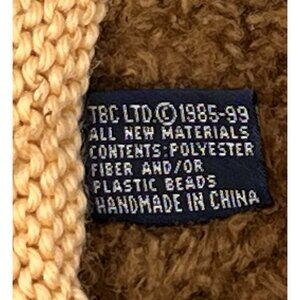 TBC LTD.© 1985-99
ALL NEW MATERIALS
CONTENTS: POLYESTER
FIBER AND/OR
PLASTIC BEADS
HANDMADE IN CHINA